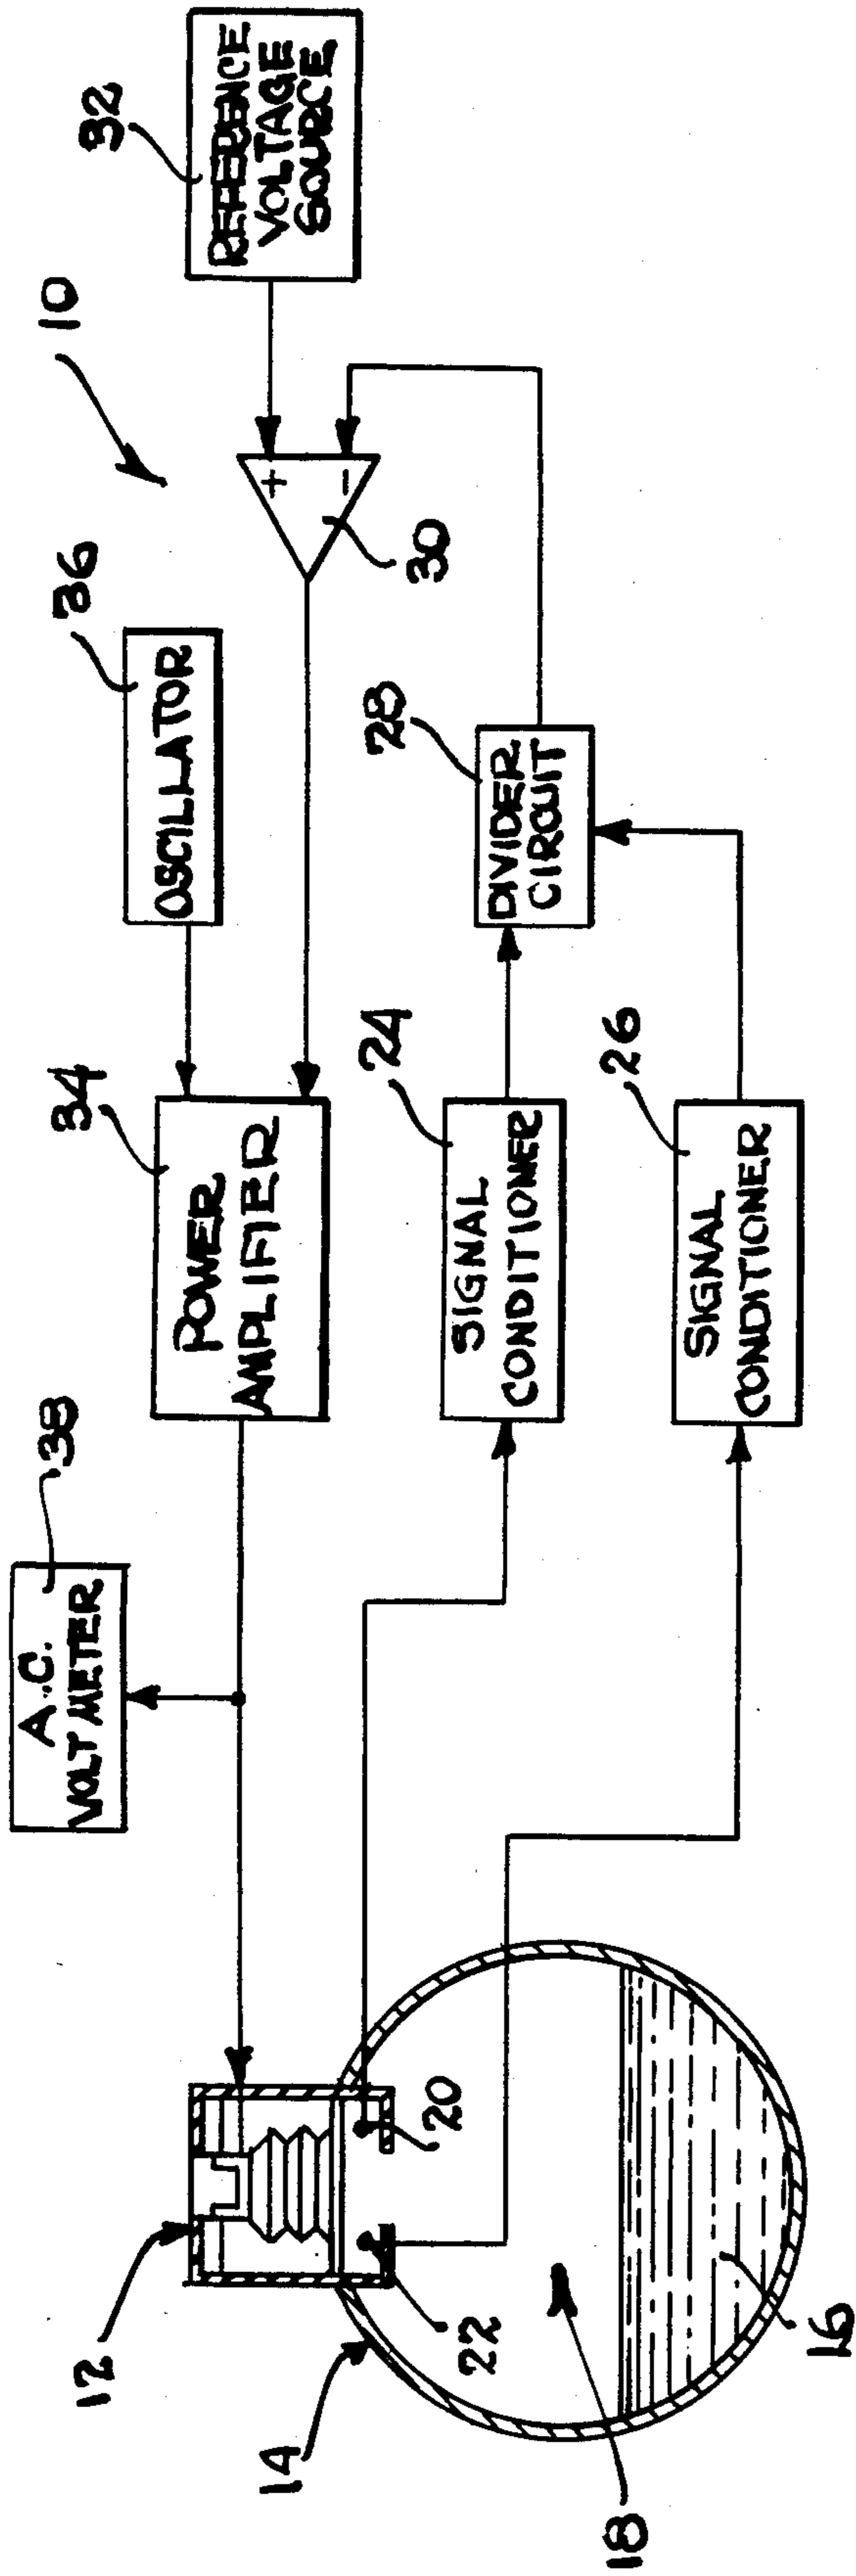 10
32
REFERENCE
VOLTAGE
SOURCE
36
OSCILLATOR
+
−
30
34
POWER
AMPLIFIER
38
A.C.
VOLT METER
28
DIVIDER
CIRCUIT
24
SIGNAL
CONDITIONER
26
SIGNAL
CONDITIONER
12
14
20
22
18
16